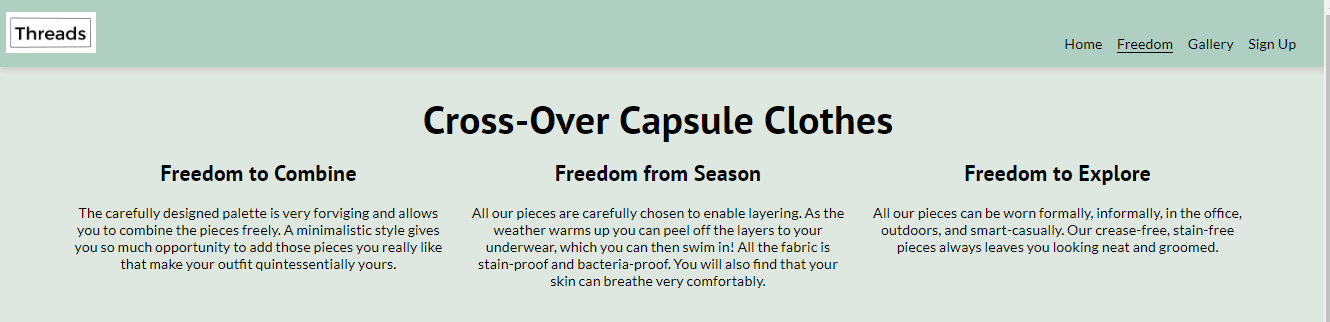 Threads
Home Freedom Gallery Sign Up
Cross-Over Capsule Clothes
Freedom to Combine
The carefully designed palette is very forviging and allows
you to combine the pieces freely. A minimalistic style gives
you so much opportunity to add those pieces you really like
that make your outfit quintessentially yours.
Freedom from Season
All our pieces are carefully chosen to enable layering. As the
weather warms up you can peel off the layers to your
underwear, which you can then swim in! All the fabric is
stain-proof and bacteria-proof. You will also find that your
skin can breathe very comfortably.
Freedom to Explore
All our pieces can be worn formally, informally, in the office,
outdoors, and smart-casually. Our crease-free, stain-free
pieces always leaves you looking neat and groomed.